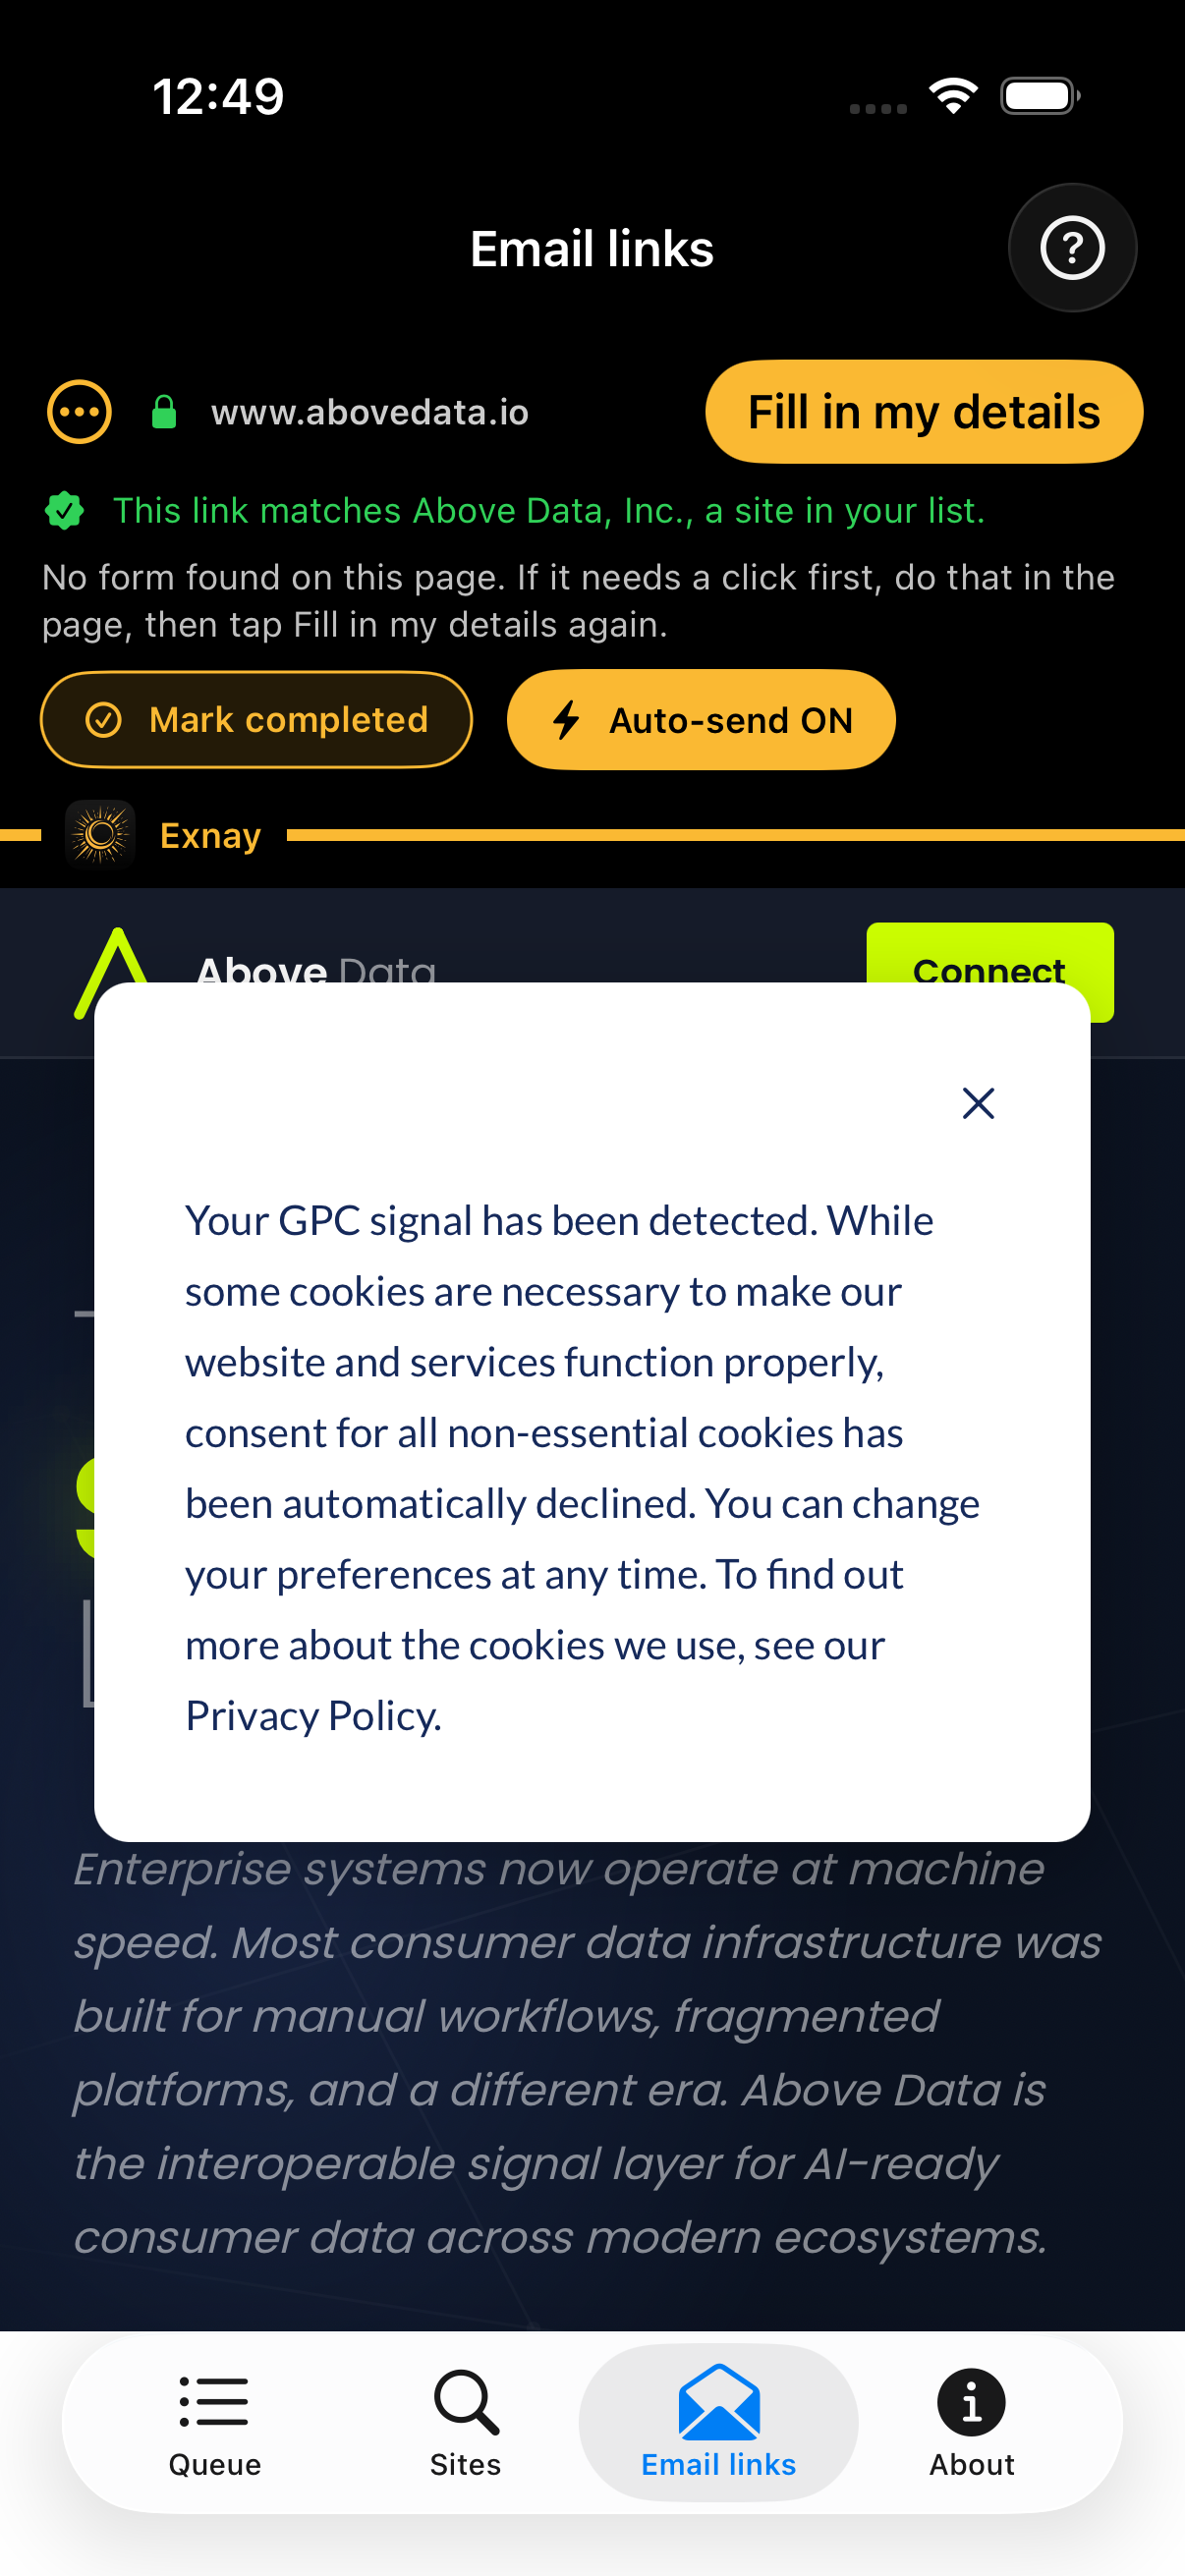 12:49
Email links
www.abovedata.io
Fill in my details
This link matches Above Data, Inc., a site in your list.
No form found on this page. If it needs a click first, do that in the
page, then tap Fill in my details again.
Mark completed
Auto-send ON
Exnay
Above Data
Connect
Your GPC signal has been detected. While
some cookies are necessary to make our
website and services function properly,
consent for all non-essential cookies has
been automatically declined. You can change
your preferences at any time. To find out
more about the cookies we use, see our
Privacy Policy.
Enterprise systems now operate at machine
speed. Most consumer data infrastructure was
built for manual workflows, fragmented
platforms, and a different era. Above Data is
the interoperable signal layer for AI-ready
consumer data across modern ecosystems.
Queue
Sites
Email links
About